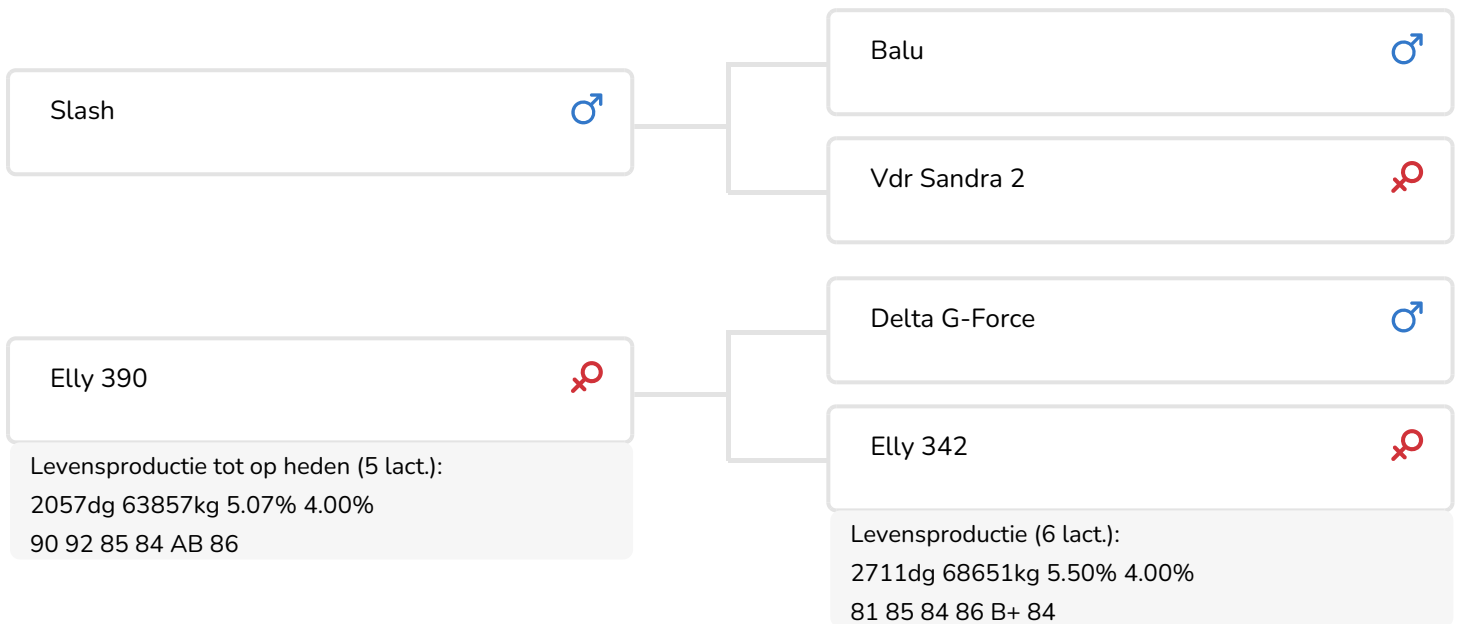 Slash
Balu
Vdr Sandra 2
Elly 390
Levensproductie tot op heden (5 lact.):
2057dg 63857kg 5.07% 4.00%
90 92 85 84 AB 86
Delta G-Force
Elly 342
Levensproductie (6 lact.):
2711dg 68651kg 5.50% 4.00%
81 85 84 86 B+ 84